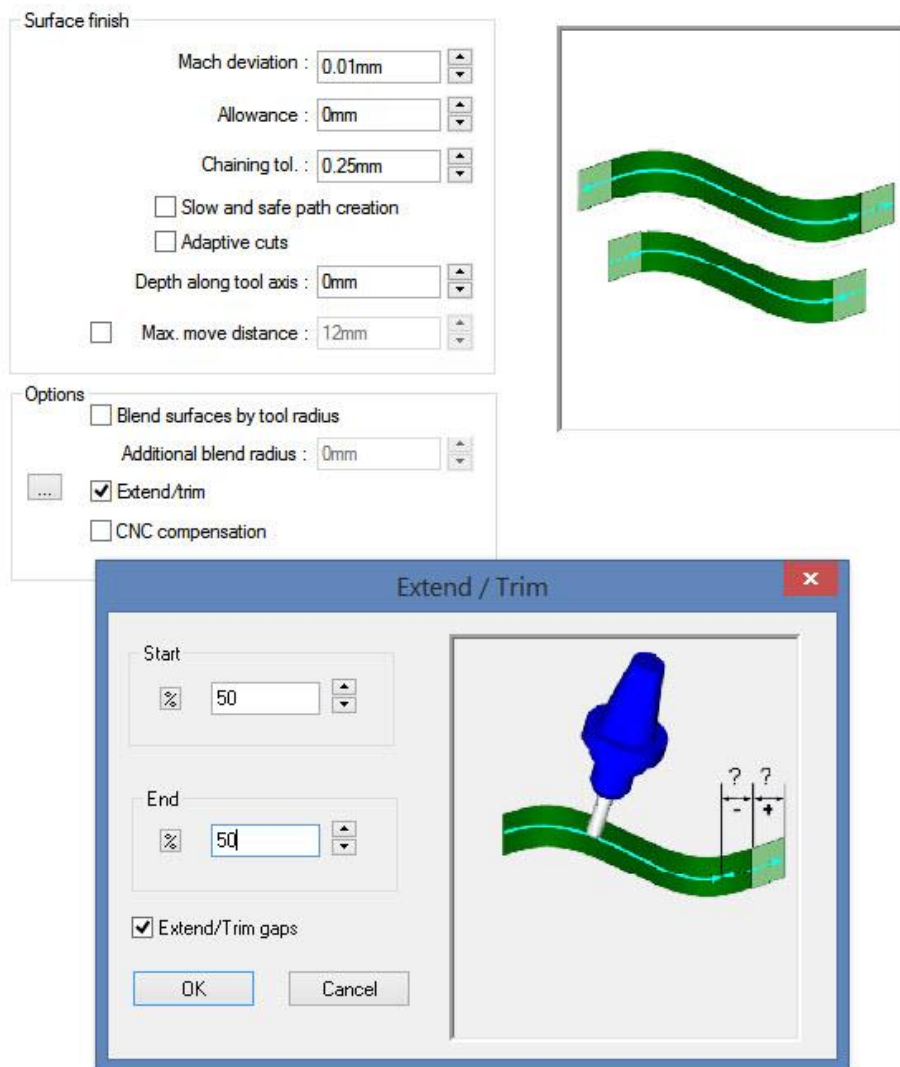 Surface finish
Mach deviation : 0.01mm
Allowance : 0mm
Chaining tol. : 0.25mm
Slow and safe path creation
Adaptive cuts
Depth along tool axis : 0mm
Max. move distance : 12mm
Options
Blend surfaces by tool radius
Additional blend radius : 0mm
... Extend/trim
CNC compensation
Extend / Trim
Start
% 50
End
% 50
Extend/Trim gaps
OK Cancel
? ?
- +